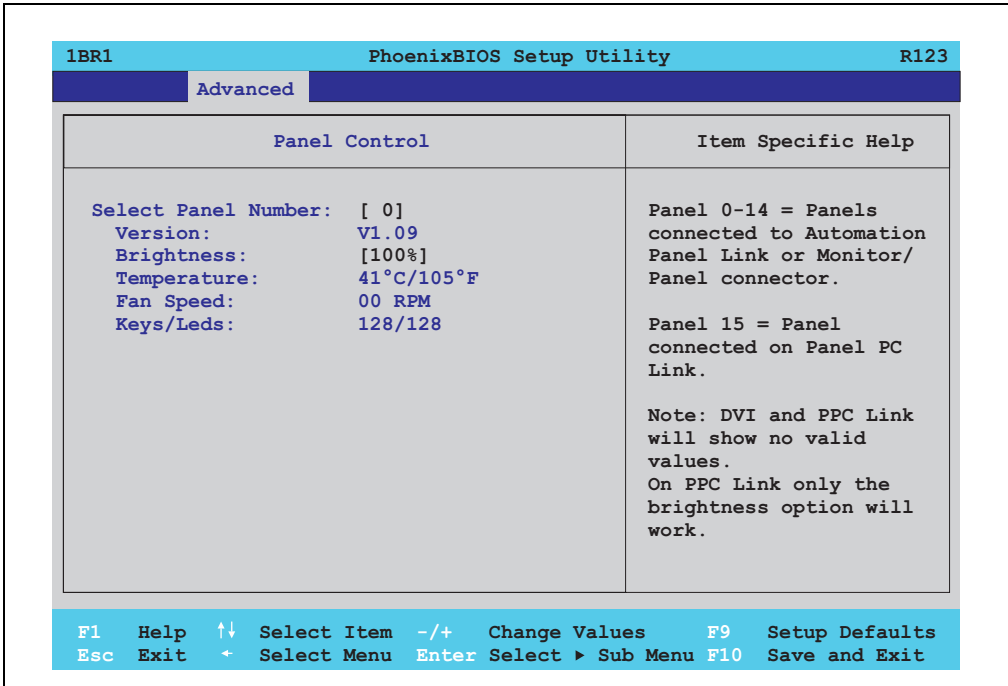 1BR1 PhoenixBIOS Setup Utility R123
Advanced
Panel Control
Select Panel Number: [ 0]
Version: V1.09
Brightness: [100%]
Temperature: 41°C/105°F
Fan Speed: 00 RPM
Keys/Leds: 128/128
Item Specific Help
Panel 0-14 = Panels
connected to Automation
Panel Link or Monitor/
Panel connector.
Panel 15 = Panel
connected on Panel PC
Link.
Note: DVI and PPC Link
will show no valid
values.
On PPC Link only the
brightness option will
work.
F1 Help ↑↓ Select Item -/+ Change Values F9 Setup Defaults
Esc Exit ← Select Menu Enter Select ▶ Sub Menu F10 Save and Exit